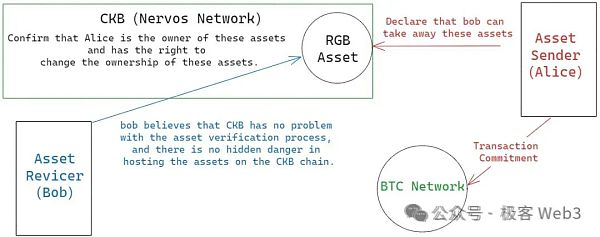 CKB (Nervos Network)
Confirm that Alice is the owner of these assets
and has the right to
change the ownership of these assets.
RGB
Asset
Declare that bob can
take away these assets
Asset
Sender
(Alice)
bob believes that CKB has no problem
with the asset verification process,
and there is no hidden danger in
hosting the assets on the CKB chain.
Asset
Revicer
(Bob)
Transaction
Commitment
BTC Network
公众号 · 极客 Web3